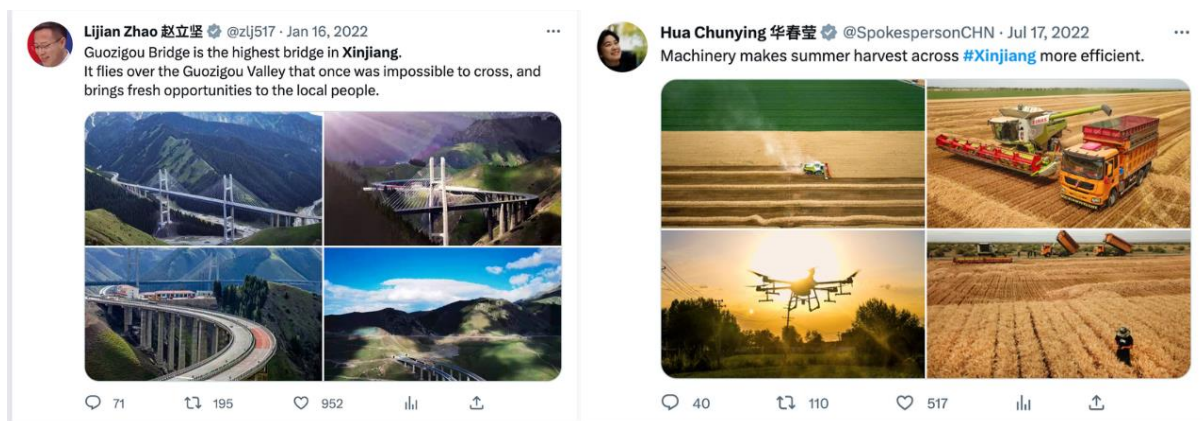 Lijian Zhao 赵立坚 @zlj517 · Jan 16, 2022
Guozigou Bridge is the highest bridge in Xinjiang.
It flies over the Guozigou Valley that once was impossible to cross, and
brings fresh opportunities to the local people.
71 195 952
Hua Chunying 华春莹 @SpokespersonCHN · Jul 17, 2022
Machinery makes summer harvest across #Xinjiang more efficient.
40 110 517